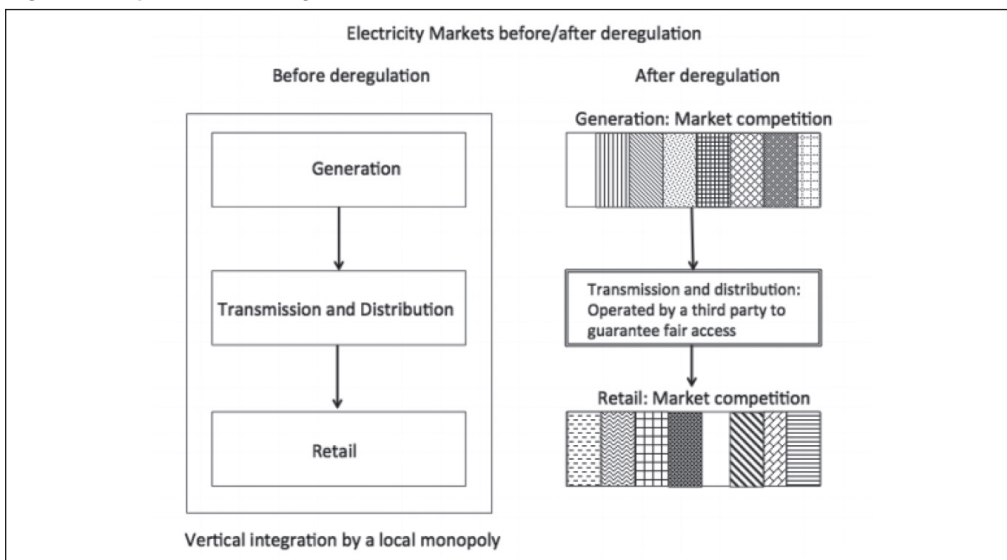 Electricity Markets before/after deregulation
Before deregulation
After deregulation
Generation
Transmission and Distribution
Retail
Vertical integration by a local monopoly
Generation: Market competition
Transmission and distribution:
Operated by a third party to
guarantee fair access
Retail: Market competition